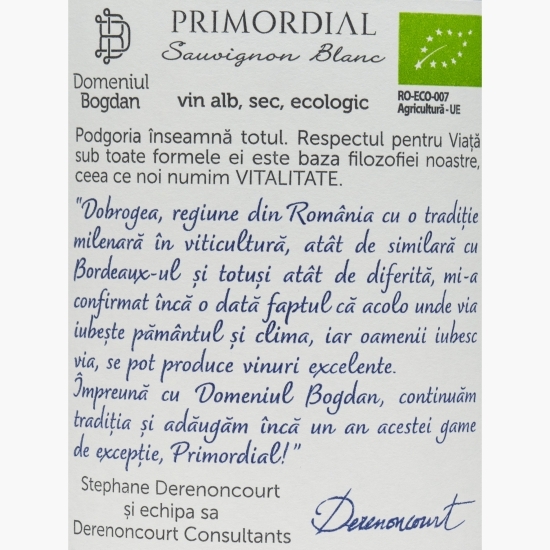 PRIMORDIAL
Sauvignon Blanc
Domeniul
Bogdan
vin alb, sec, ecologic
RO-ECO-007
Agricultură - UE
Podgoria înseamnă totul. Respectul pentru Viață
sub toate formele ei este baza filozofiei noastre,
ceea ce noi numim VITALITATE.
"Dobrogea, regiune din România cu o tradiție
milenară în viticultură, atât de similară cu
Bordeaux-ul și totuși atât de diferită, mi-a
confirmat încă o dată faptul că acolo unde via
iubește pământul și clima, iar oamenii iubesc
via, se pot produce vinuri excelente.
Împreună cu Domeniul Bogdan, continuăm
tradiția și adăugăm încă un an acestei game
de excepție, Primordial!"
Stephane Derenoncourt
și echipa sa
Derenoncourt Consultants
Derenoncourt